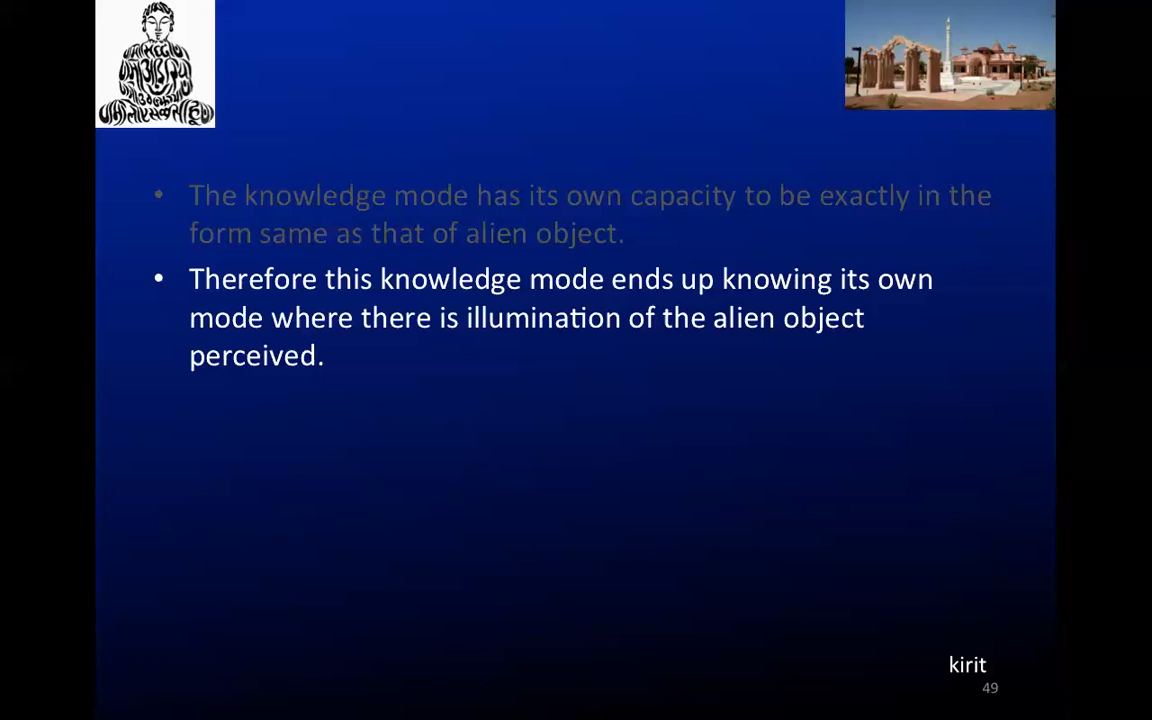 • The knowledge mode has its own capacity to be exactly in the
form same as that of alien object.
• Therefore this knowledge mode ends up knowing its own
mode where there is illumination of the alien object
perceived.
kirit
49